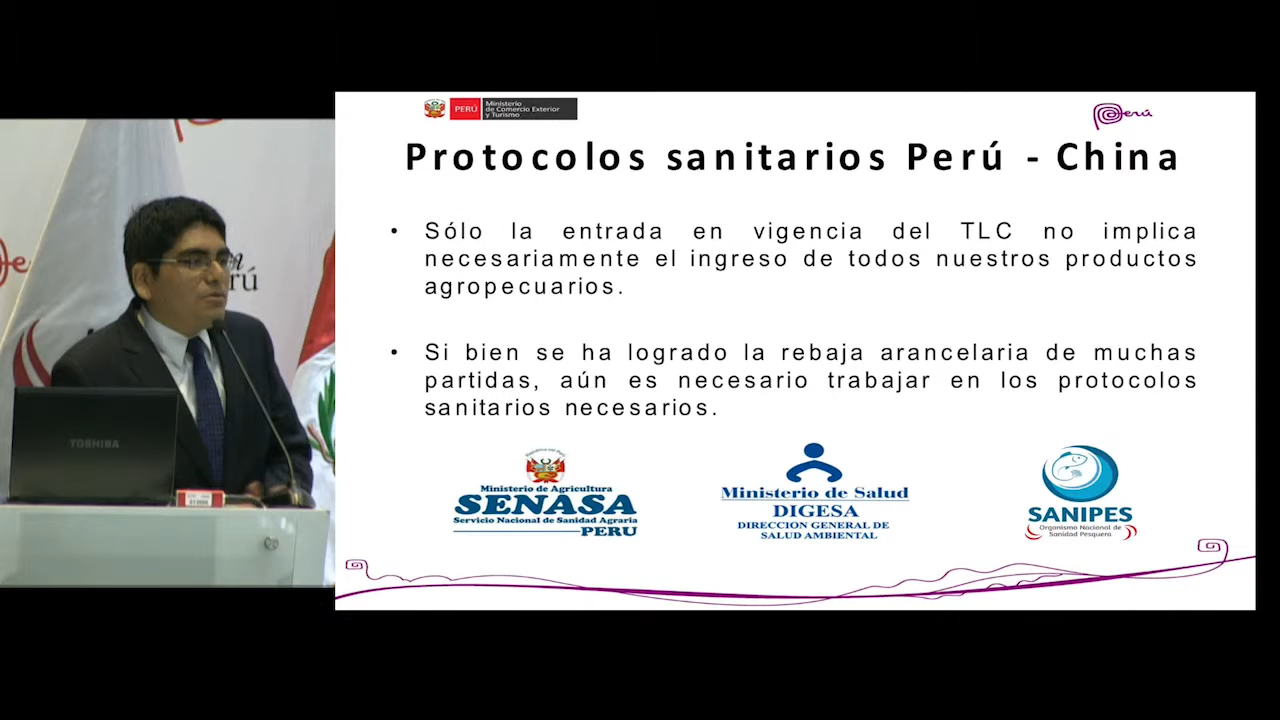 PERÚ
Ministerio
de Comercio Exterior
y Turismo
Perú
Protocolos sanitarios Perú - China
• Sólo la entrada en vigencia del TLC no implica
necesariamente el ingreso de todos nuestros productos
agropecuarios.
• Si bien se ha logrado la rebaja arancelaria de muchas
partidas, aún es necesario trabajar en los protocolos
sanitarios necesarios.
Ministerio de Agricultura
SENASA
Servicio Nacional de Sanidad Agraria
PERU
Ministerio de Salud
DIGESA
DIRECCION GENERAL DE
SALUD AMBIENTAL
SANIPES
Organismo Nacional de
Sanidad Pesquera
TOSHIBA